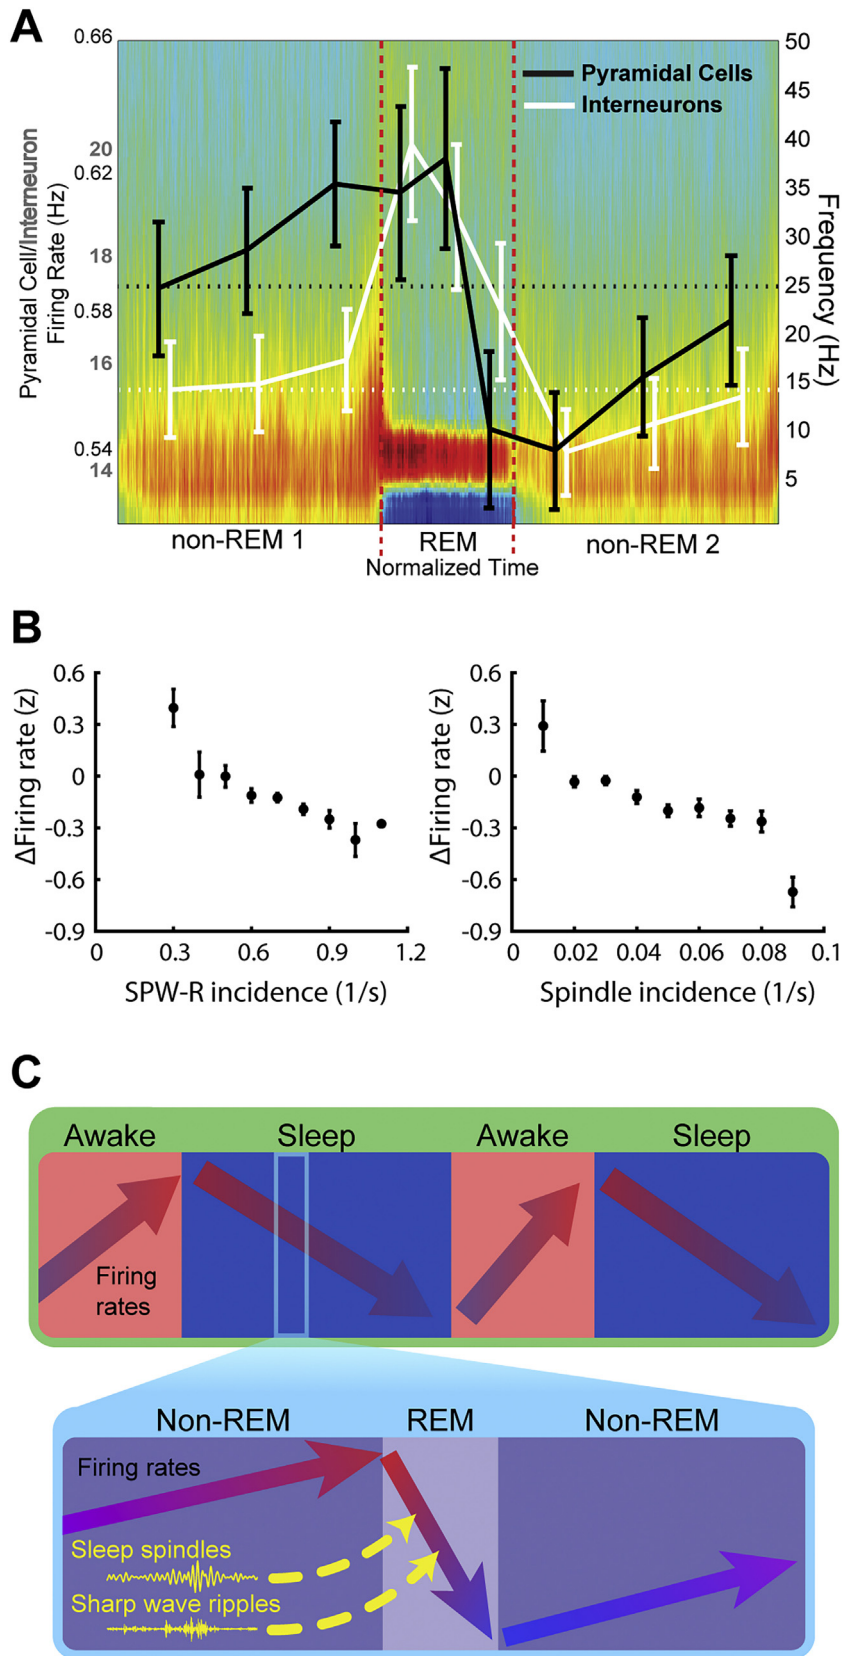 A
0.66
20
0.62
18
0.58
16
0.54
14
Pyramidal Cell/Interneuron
Firing Rate (Hz)
Pyramidal Cells
Interneurons
50
45
40
35
30
25
20
15
10
5
Frequency (Hz)
non-REM 1
REM
non-REM 2
Normalized Time
B
0.6
0.3
0
-0.3
-0.6
-0.9
ΔFiring rate (z)
0 0.3 0.6 0.9 1.2
SPW-R incidence (1/s)
0.6
0.3
0
-0.3
-0.6
-0.9
ΔFiring rate (z)
0 0.02 0.04 0.06 0.08 0.1
Spindle incidence (1/s)
C
Awake Sleep Awake Sleep
Firing
rates
Non-REM REM Non-REM
Firing rates
Sleep spindles
Sharp wave ripples